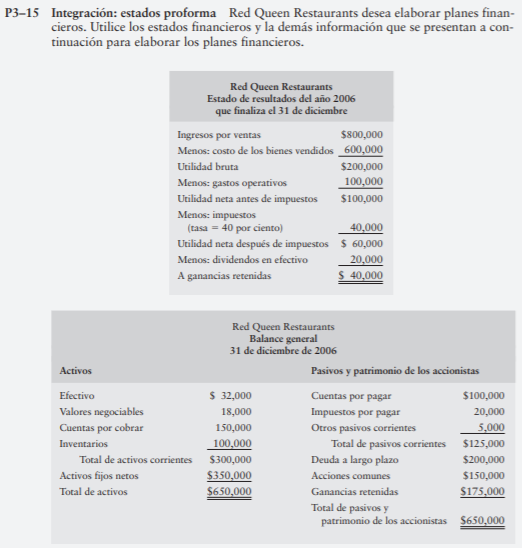 P3–15 Integración: estados proforma Red Queen Restaurants desea elaborar planes finan-
cieros. Utilice los estados financieros y la demás información que se presentan a con-
tinuación para elaborar los planes financieros.
Red Queen Restaurants
Estado de resultados del año 2006
que finaliza el 31 de diciembre
Ingresos por ventas $800,000
Menos: costo de los bienes vendidos 600,000
Utilidad bruta $200,000
Menos: gastos operativos 100,000
Utilidad neta antes de impuestos $100,000
Menos: impuestos
(tasa = 40 por ciento) 40,000
Utilidad neta después de impuestos $ 60,000
Menos: dividendos en efectivo 20,000
A ganancias retenidas $ 40,000
Red Queen Restaurants
Balance general
31 de diciembre de 2006
Activos Pasivos y patrimonio de los accionistas
Efectivo $ 32,000 Cuentas por pagar $100,000
Valores negociables 18,000 Impuestos por pagar 20,000
Cuentas por cobrar 150,000 Otros pasivos corrientes 5,000
Inventarios 100,000 Total de pasivos corrientes $125,000
Total de activos corrientes $300,000 Deuda a largo plazo $200,000
Activos fijos netos $350,000 Acciones comunes $150,000
Total de activos $650,000 Ganancias retenidas $175,000
Total de pasivos y
patrimonio de los accionistas $650,000